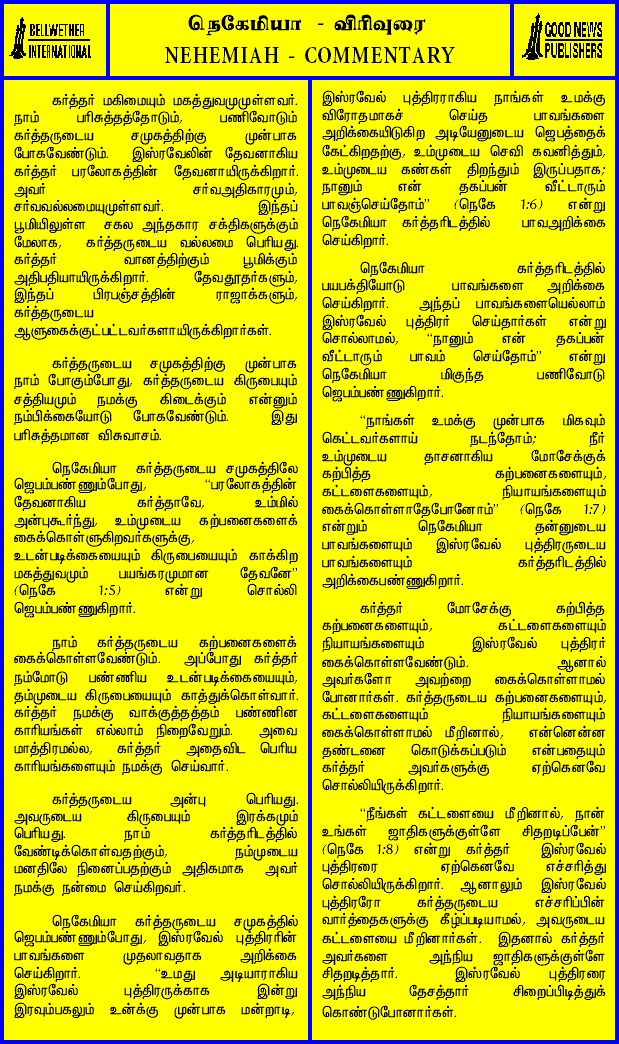 BELLWETHER
INTERNATIONAL
நெகேமியா - விரிவுரை
NEHEMIAH - COMMENTARY
GOOD NEWS
PUBLISHERS
கர்த்தர் மகிமையும் மகத்துவமுமுள்ளவர்.
நாம் பரிசுத்தத்தோடும், பணிவோடும்
கர்த்தருடைய சமுகத்திற்கு முன்பாக
போகவேண்டும். இஸ்ரவேலின் தேவனாகிய
கர்த்தர் பரலோகத்தின் தேவனாயிருக்கிறார்.
அவர் சர்வஅதிகாரமும்,
சர்வவல்லமையுமுள்ளவர். இந்தப்
பூமியிலுள்ள சகல அந்தகார சக்திகளுக்கும்
மேலாக, கர்த்தருடைய வல்லமை பெரியது.
கர்த்தர் வானத்திற்கும் பூமிக்கும்
அதிபதியாயிருக்கிறார். தேவதூதர்களும்,
இந்தப் பிரபஞ்சத்தின் ராஜாக்களும்,
கர்த்தருடைய
ஆளுகைக்குட்பட்டவர்களாயிருக்கிறார்கள்.
கர்த்தருடைய சமுகத்திற்கு முன்பாக
நாம் போகும்போது, கர்த்தருடைய கிருபையும்
சத்தியமும் நமக்கு கிடைக்கும் என்னும்
நம்பிக்கையோடு போகவேண்டும். இது
பரிசுத்தமான விசுவாசம்.
நெகேமியா கர்த்தருடைய சமுகத்திலே
ஜெபம்பண்ணும்போது, "பரலோகத்தின்
தேவனாகிய கர்த்தாவே, உம்மில்
அன்புகூர்ந்து, உம்முடைய கற்பனைகளைக்
கைக்கொள்ளுகிறவர்களுக்கு,
உடன்படிக்கையையும் கிருபையையும் காக்கிற
மகத்துவமும் பயங்கரமுமான தேவனே"
(நெகே 1:5) என்று சொல்லி
ஜெபம்பண்ணுகிறார்.
நாம் கர்த்தருடைய கற்பனைகளைக்
கைக்கொள்ளவேண்டும். அப்போது கர்த்தர்
நம்மோடு பண்ணிய உடன்படிக்கையையும்,
தம்முடைய கிருபையையும் காத்துக்கொள்வார்.
கர்த்தர் நமக்கு வாக்குத்தத்தம் பண்ணின
காரியங்கள் எல்லாம் நிறைவேறும். அவை
மாத்திரமல்ல, கர்த்தர் அதைவிட பெரிய
காரியங்களையும் நமக்கு செய்வார்.
கர்த்தருடைய அன்பு பெரியது.
அவருடைய கிருபையும் இரக்கமும்
பெரியது. நாம் கர்த்தரிடத்தில்
வேண்டிக்கொள்வதற்கும், நம்முடைய
மனதிலே நினைப்பதற்கும் அதிகமாக அவர்
நமக்கு நன்மை செய்கிறவர்.
நெகேமியா கர்த்தருடைய சமுகத்தில்
ஜெபம்பண்ணும்போது, இஸ்ரவேல் புத்திரரின்
பாவங்களை முதலாவதாக அறிக்கை
செய்கிறார். "உமது அடியாராகிய
இஸ்ரவேல் புத்திருக்காக இன்று
இரவும்பகலும் உன்க்கு முன்பாக மன்றாடி,
இஸ்ரவேல் புத்திரராகிய நாங்கள் உமக்கு
விரோதமாகச் செய்த பாவங்களை
அறிக்கையிடுகிற அடியேனுடைய ஜெபத்தைக்
கேட்கிறதற்கு, உம்முடைய செவி கவனித்தும்,
உம்முடைய கண்கள் திறந்தும் இருப்பதாக;
நானும் என் தகப்பன் வீட்டாரும்
பாவஞ்செய்தோம்" (நெகே 1:6) என்று
நெகேமியா கர்த்தரிடத்தில் பாவஅறிக்கை
செய்கிறார்.
நெகேமியா கர்த்தரிடத்தில்
பயபக்தியோடு பாவங்களை அறிக்கை
செய்கிறார். அந்தப் பாவங்களையெல்லாம்
இஸ்ரவேல் புத்திரர் செய்தார்கள் என்று
சொல்லாமல், "நானும் என் தகப்பன்
வீட்டாரும் பாவம் செய்தோம்" என்று
நெகேமியா மிகுந்த பணிவோடு
ஜெபம்பண்ணுகிறார்.
"நாங்கள் உமக்கு முன்பாக மிகவும்
கெட்டவர்களாய் நடந்தோம்; நீர்
உம்முடைய தாசனாகிய மோசேக்குக்
கற்பித்த கற்பனைகளையும்,
கட்டளைகளையும், நியாயங்களையும்
கைக்கொள்ளாதேபோனோம்" (நெகே 1:7)
என்றும் நெகேமியா தன்னுடைய
பாவங்களையும் இஸ்ரவேல் புத்திரருடைய
பாவங்களையும் கர்த்தரிடத்தில்
அறிக்கைபண்ணுகிறார்.
கர்த்தர் மோசேக்கு கற்பித்த
கற்பனைகளையும், கட்டளைகளையும்
நியாயங்களையும் இஸ்ரவேல் புத்திரர்
கைக்கொள்ளவேண்டும். ஆனால்
அவர்களோ அவற்றை கைக்கொள்ளாமல்
போனார்கள். கர்த்தருடைய கற்பனைகளையும்,
கட்டளைகளையும் நியாயங்களையும்
கைக்கொள்ளாமல் மீறினால், என்னென்ன
தண்டனை கொடுக்கப்படும் என்பதையும்
கர்த்தர் அவர்களுக்கு ஏற்கெனவே
சொல்லியிருக்கிறார்.
"நீங்கள் கட்டளையை மீறினால், நான்
உங்கள் ஜாதிகளுக்குள்ளே சிதறடிப்பேன்"
(நெகே 1:8) என்று கர்த்தர் இஸ்ரவேல்
புத்திரரை ஏற்கெனவே எச்சரித்து
சொல்லியிருக்கிறார். ஆனாலும் இஸ்ரவேல்
புத்திரரோ கர்த்தருடைய எச்சரிப்பின்
வார்த்தைகளுக்கு கீழ்ப்படியாமல், அவருடைய
கட்டளையை மீறினார்கள். இதனால் கர்த்தர்
அவர்களை அந்நிய ஜாதிகளுக்குள்ளே
சிதறடித்தார். இஸ்ரவேல் புத்திரரை
அந்நிய தேசத்தார் சிறைப்பிடித்துக்
கொண்டுபோனார்கள்.